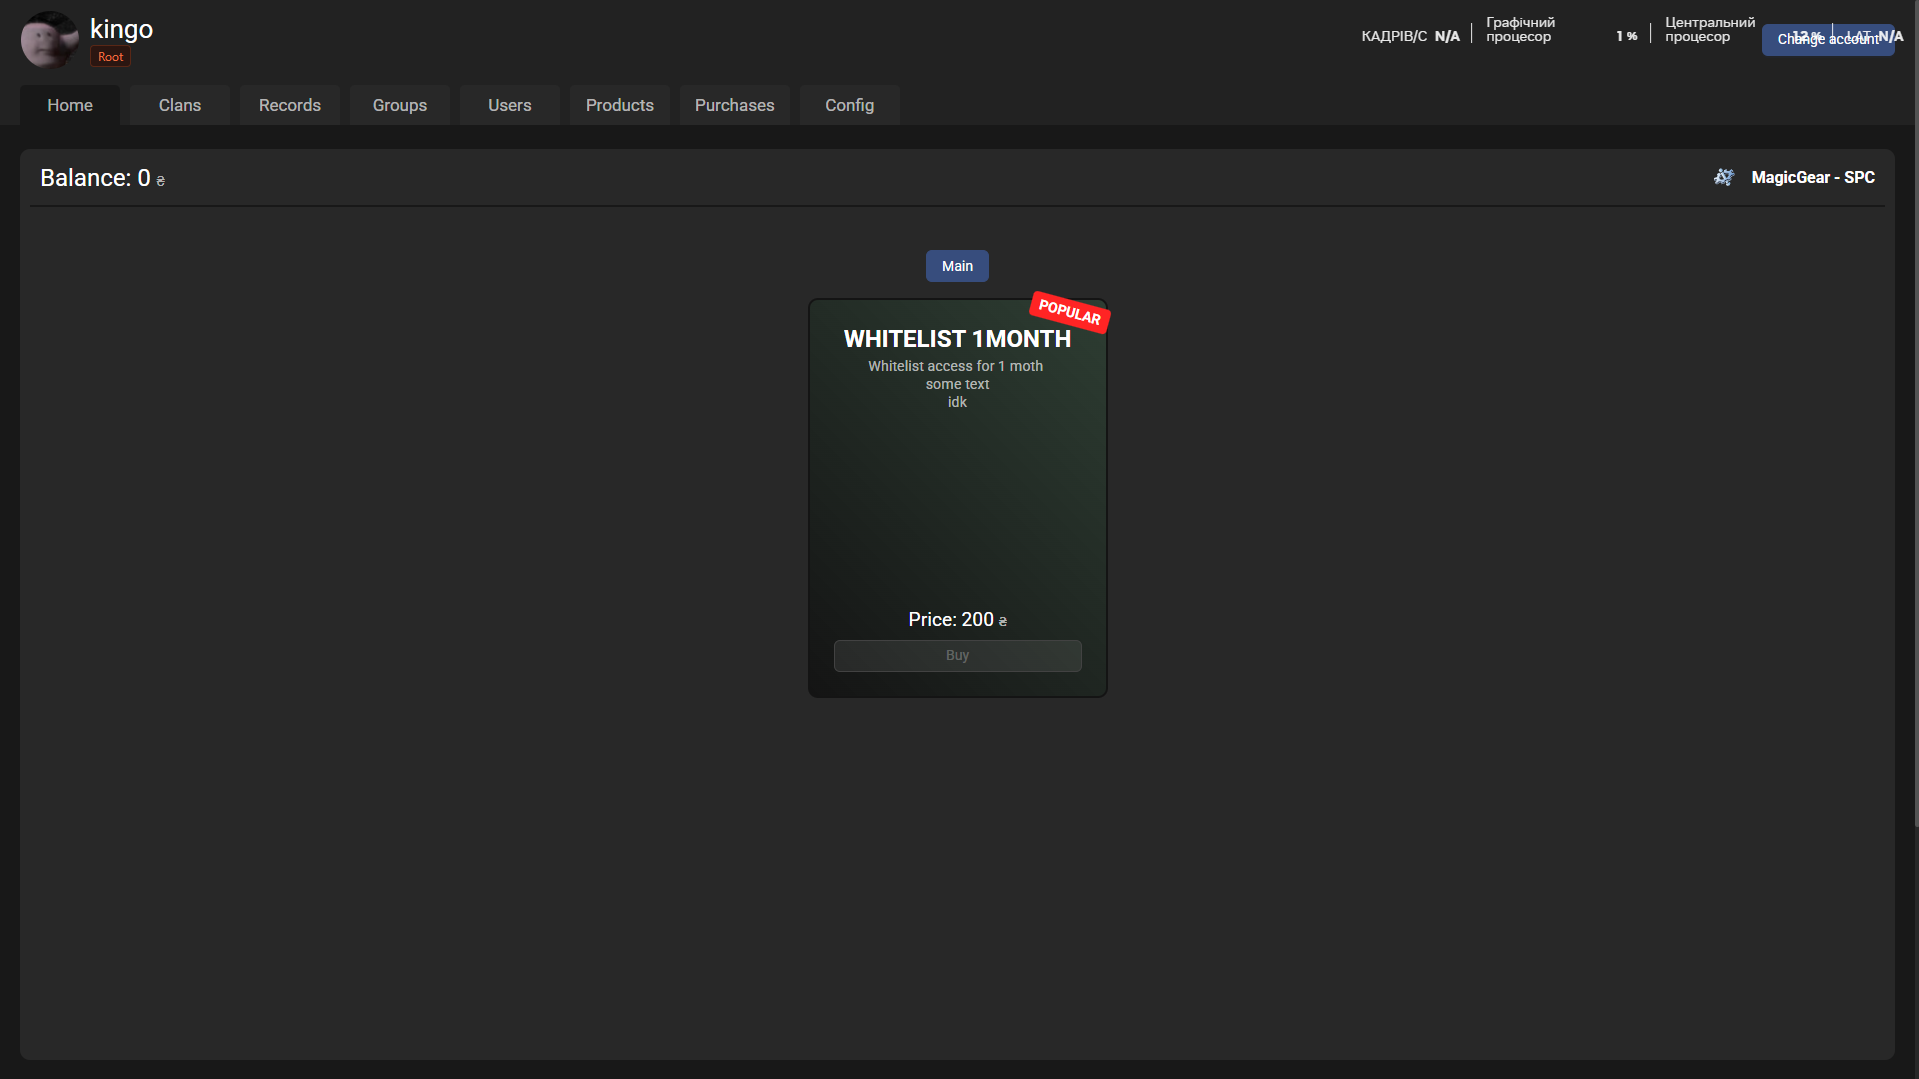 kingo
Root
КАДРІВ/С N/A
Графічний
процесор
1 %
Центральний
процесор
12 %
LAT N/A
Change account
Home
Clans
Records
Groups
Users
Products
Purchases
Config
Balance: 0 ₴
MagicGear - SPC
Main
POPULAR
WHITELIST 1MONTH
Whitelist access for 1 moth
some text
idk
Price: 200 ₴
Buy